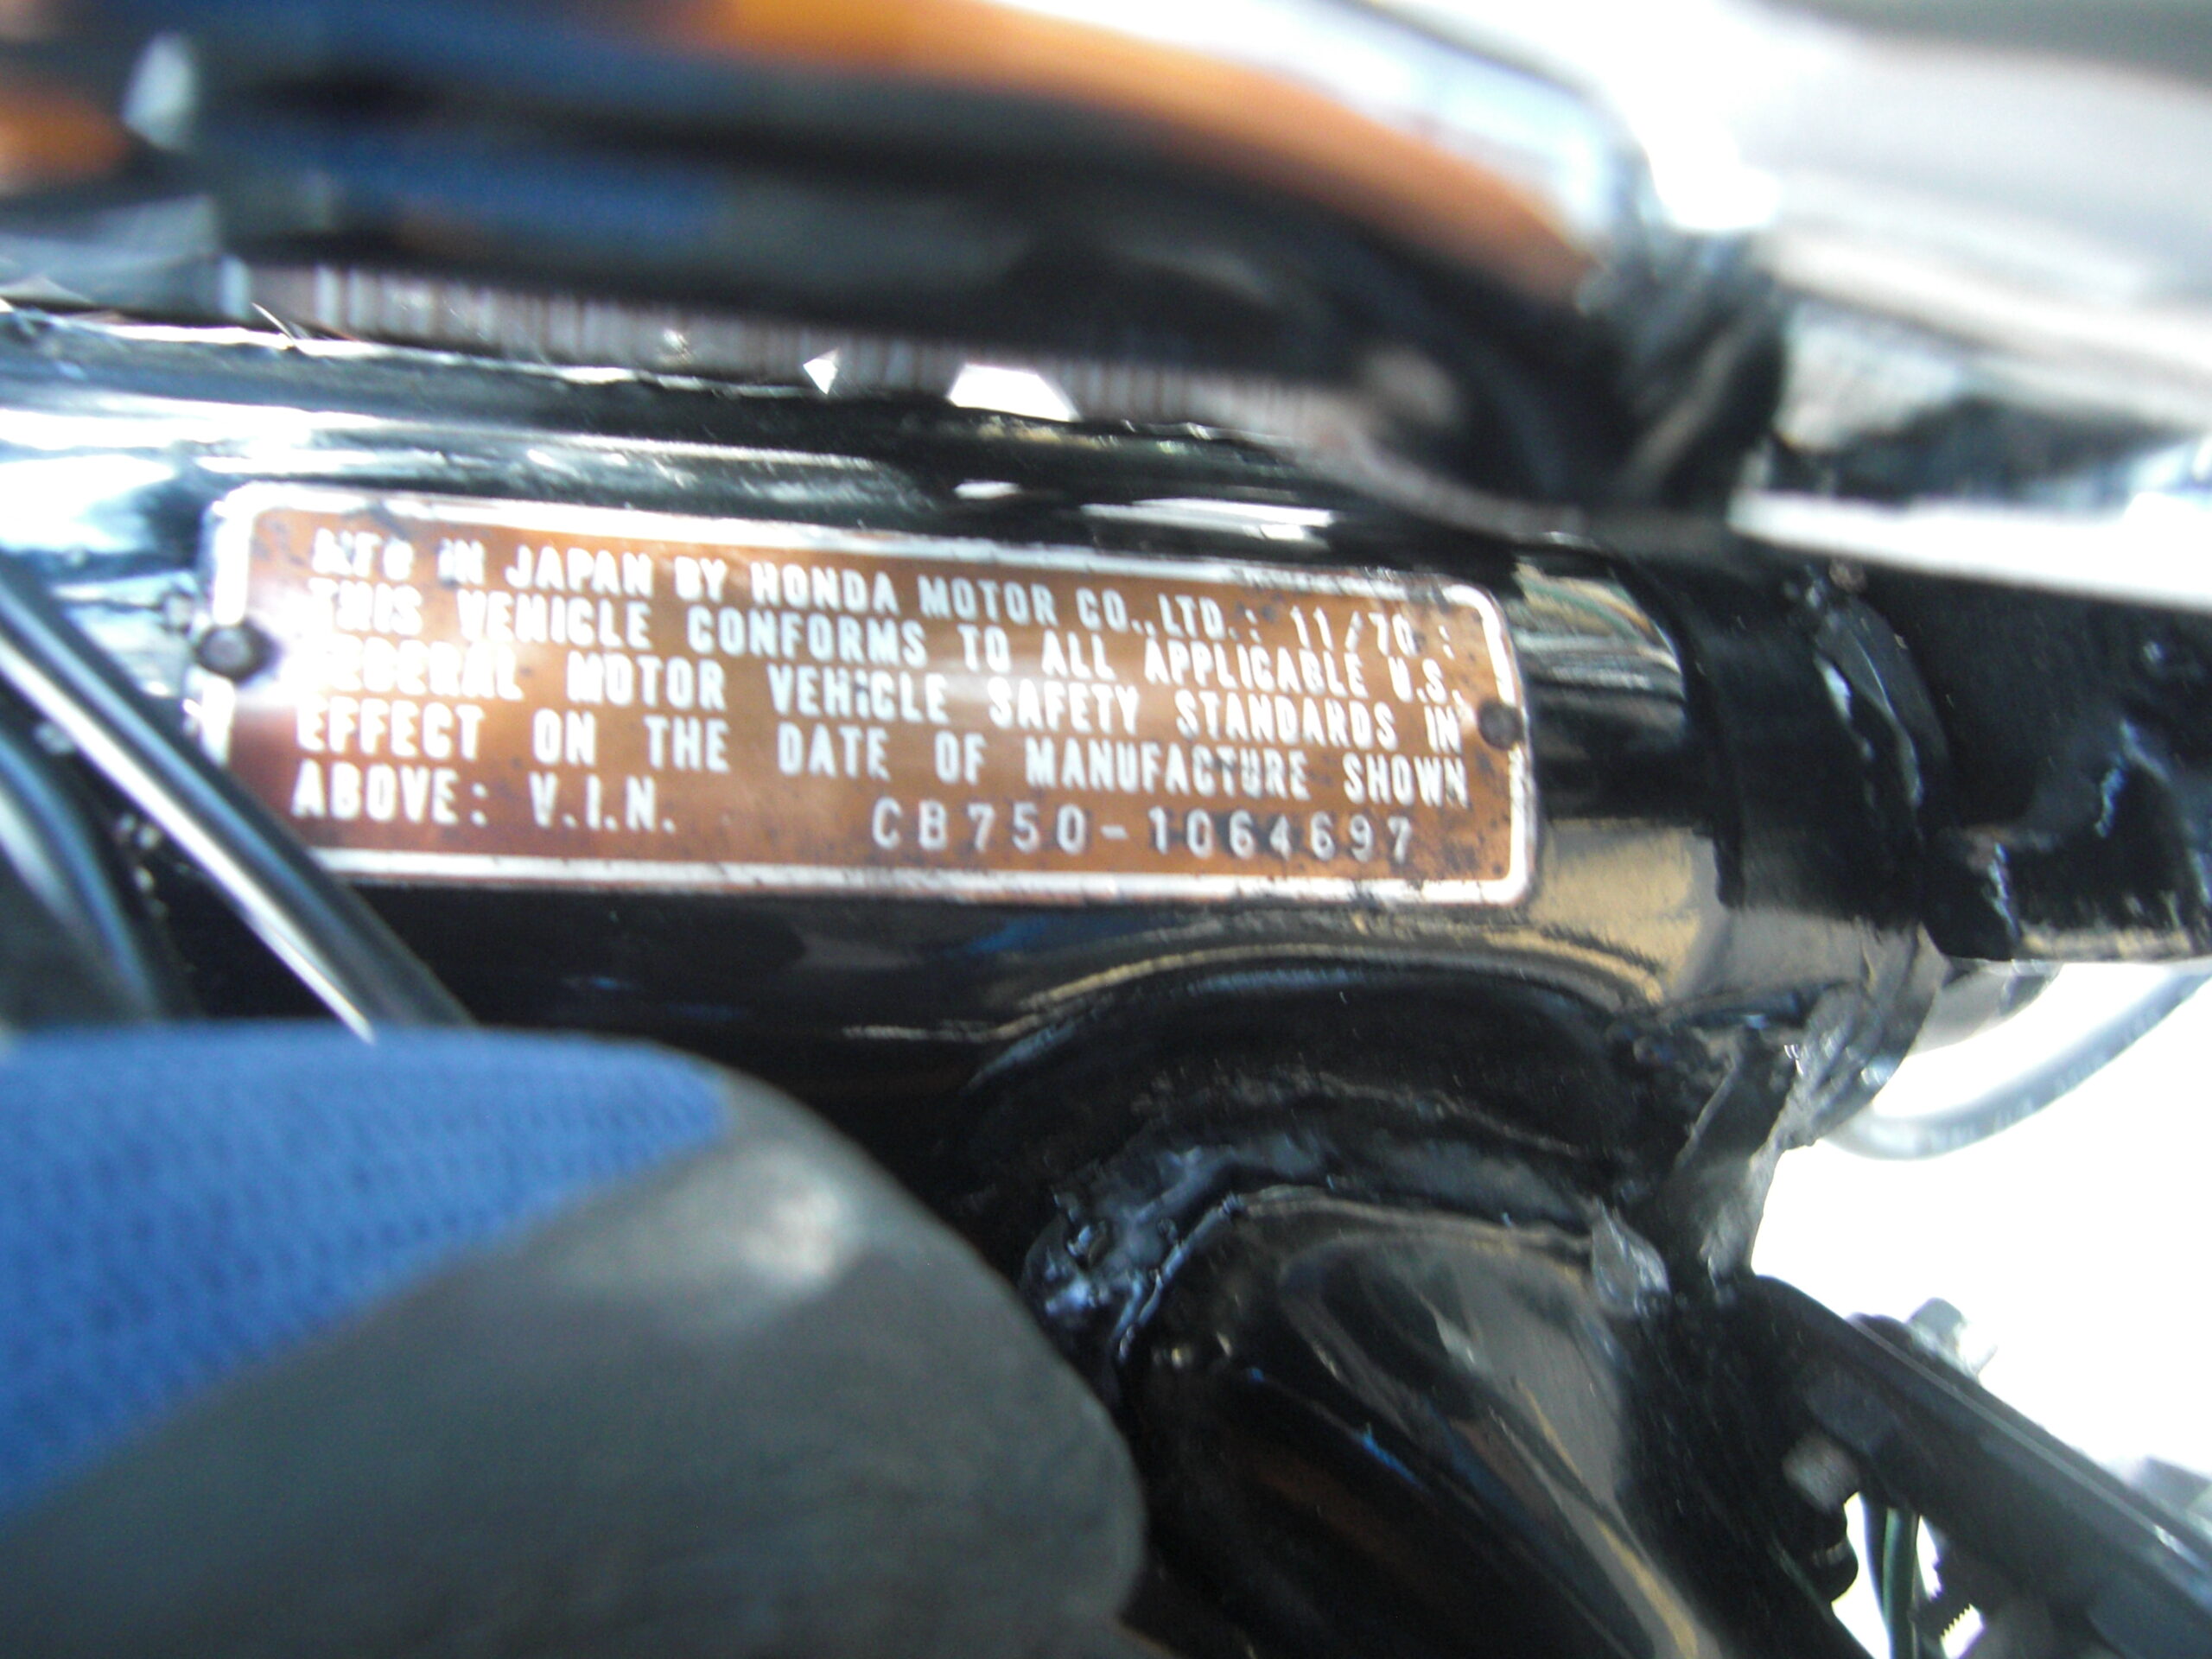 MFD IN JAPAN BY HONDA MOTOR CO.,LTD.: 11/70 :
THIS VEHICLE CONFORMS TO ALL APPLICABLE U.S.
FEDERAL MOTOR VEHICLE SAFETY STANDARDS IN
EFFECT ON THE DATE OF MANUFACTURE SHOWN
ABOVE: V.I.N. CB750-1064697